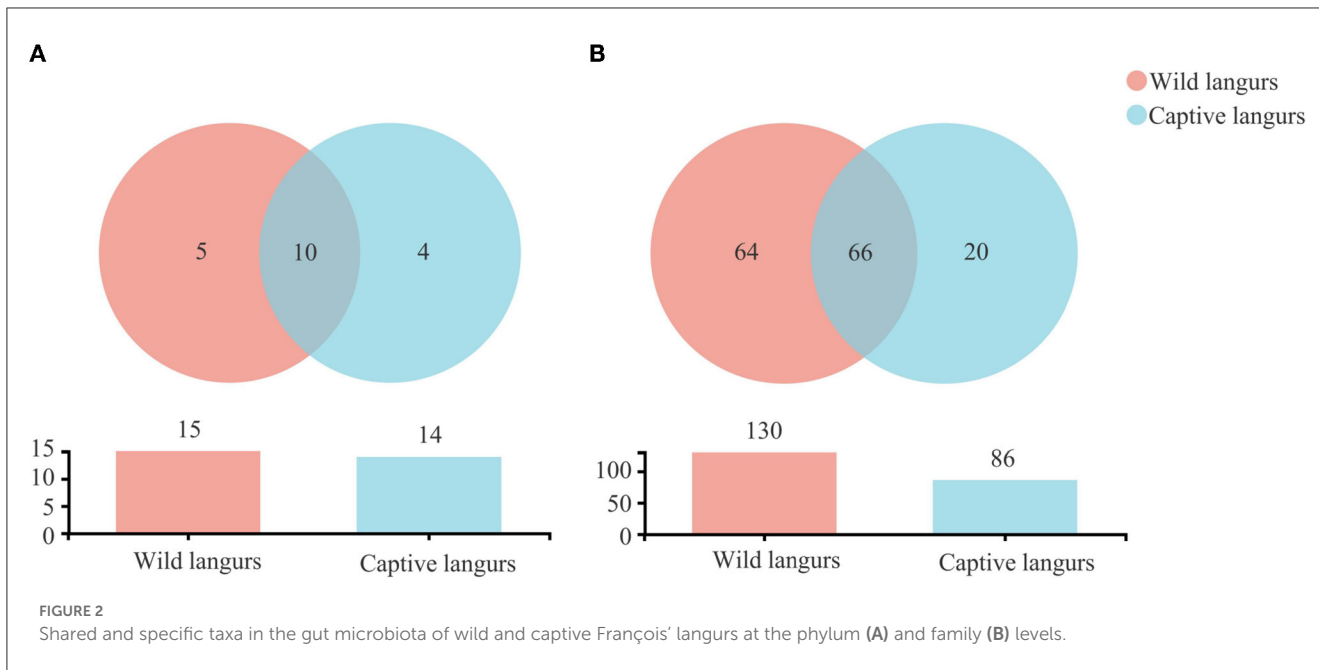 A
B
Wild langurs
Captive langurs
5 10 4
64 66 20
15
14
15
10
5
0
Wild langurs Captive langurs
130
86
100
50
0
Wild langurs Captive langurs
FIGURE 2
Shared and specific taxa in the gut microbiota of wild and captive François’ langurs at the phylum (A) and family (B) levels.